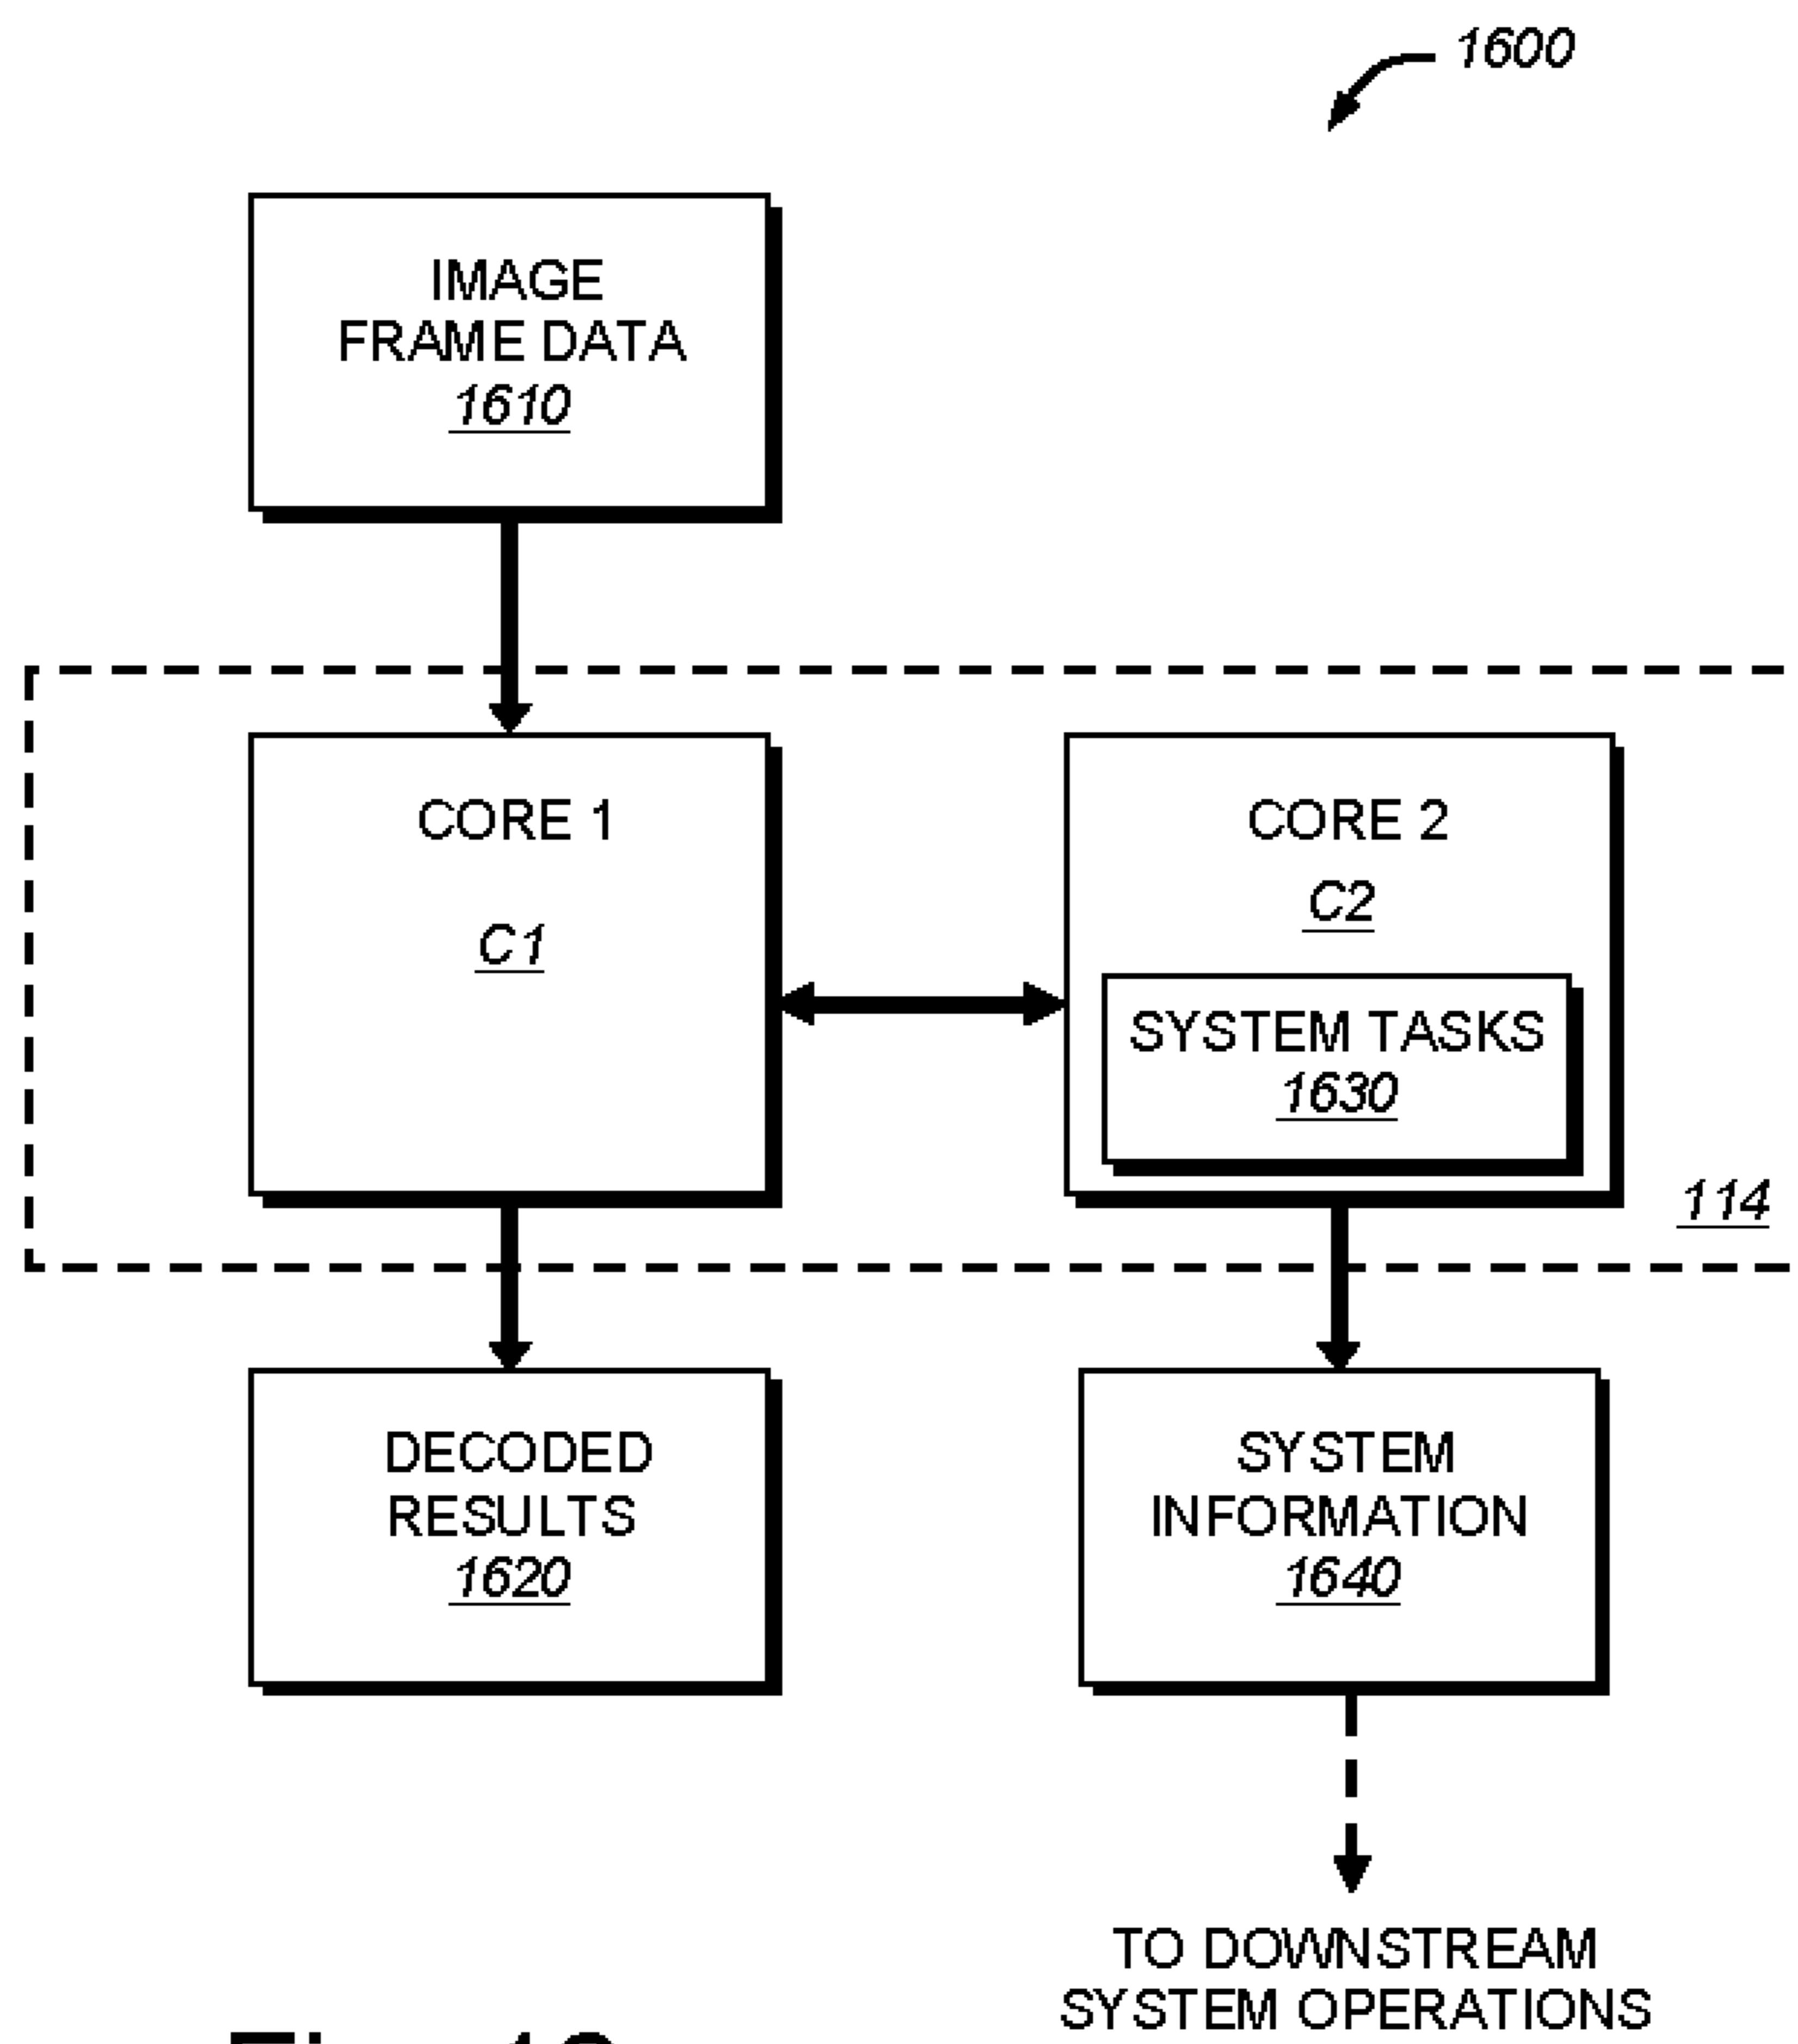 1600
IMAGE
FRAME DATA
1610
CORE 1
C1
CORE 2
C2
SYSTEM TASKS
1630
114
DECODED
RESULTS
1620
SYSTEM
INFORMATION
1640
TO DOWNSTREAM
SYSTEM OPERATIONS